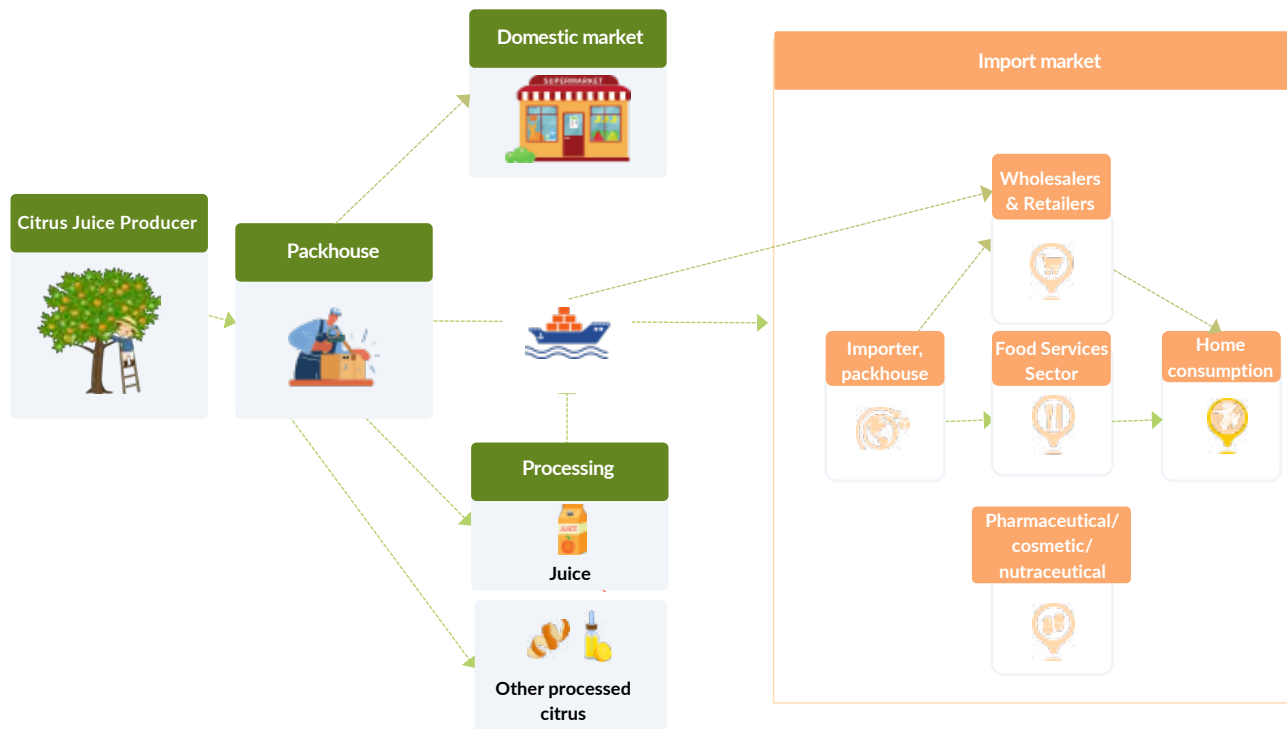 Domestic market
SUPERMARKET
Import market
Citrus Juice Producer
Packhouse
Wholesalers
& Retailers
Importer,
packhouse
Food Services
Sector
Home
consumption
Processing
JUICE
Juice
Pharmaceutical/
cosmetic/
nutraceutical
Other processed
citrus